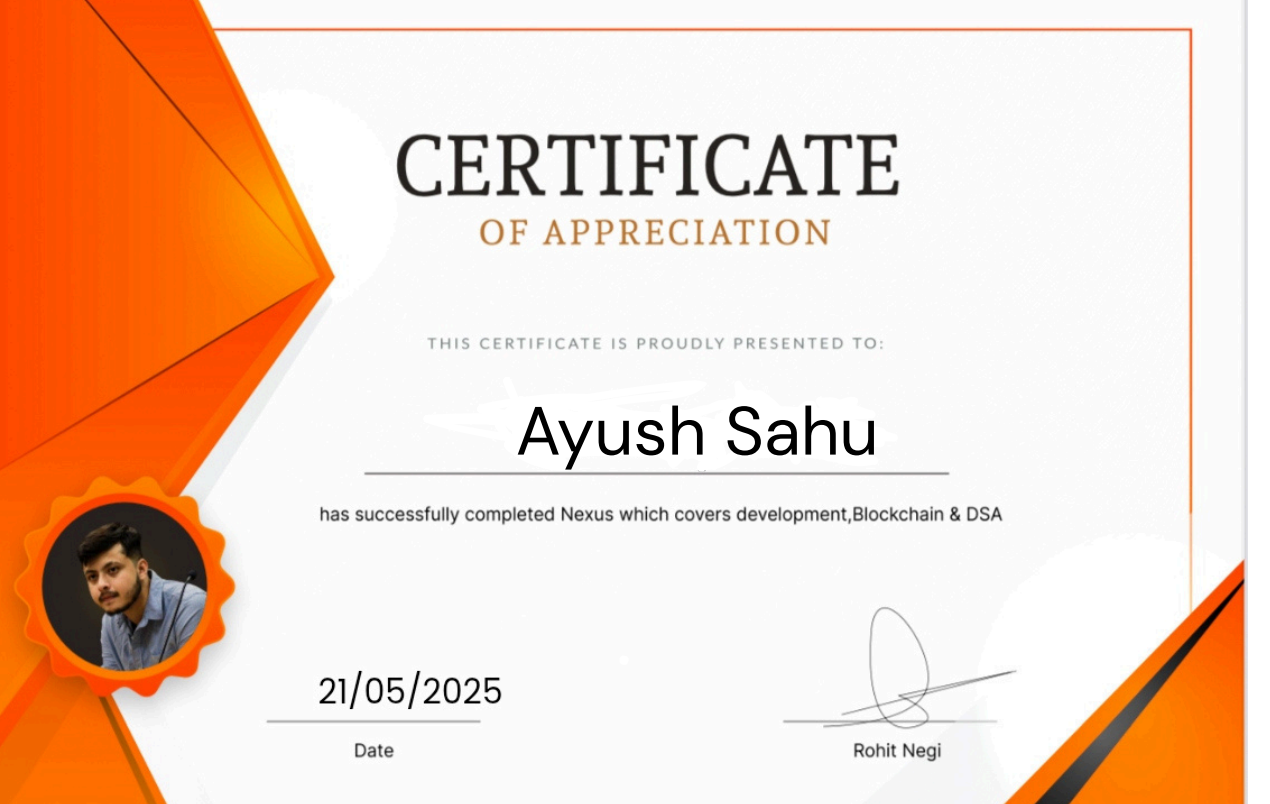 CERTIFICATE
OF APPRECIATION
THIS CERTIFICATE IS PROUDLY PRESENTED TO:
Ayush Sahu
has successfully completed Nexus which covers development,Blockchain & DSA
21/05/2025
Date
Rohit Negi